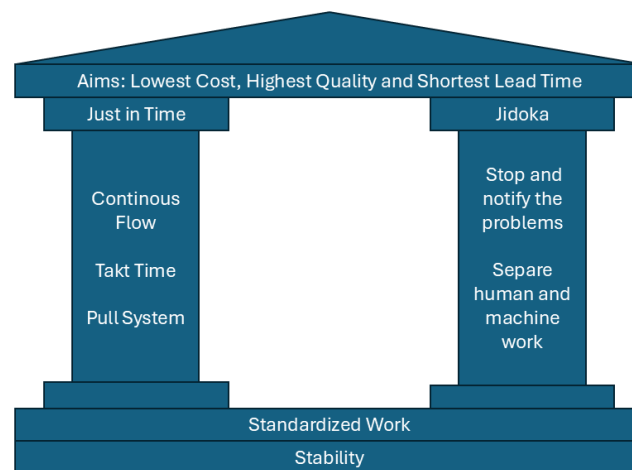 Aims: Lowest Cost, Highest Quality and Shortest Lead Time
Just in Time
Continous
Flow
Takt Time
Pull System
Jidoka
Stop and
notify the
problems
Separe
human and
machine
work
Standardized Work
Stability